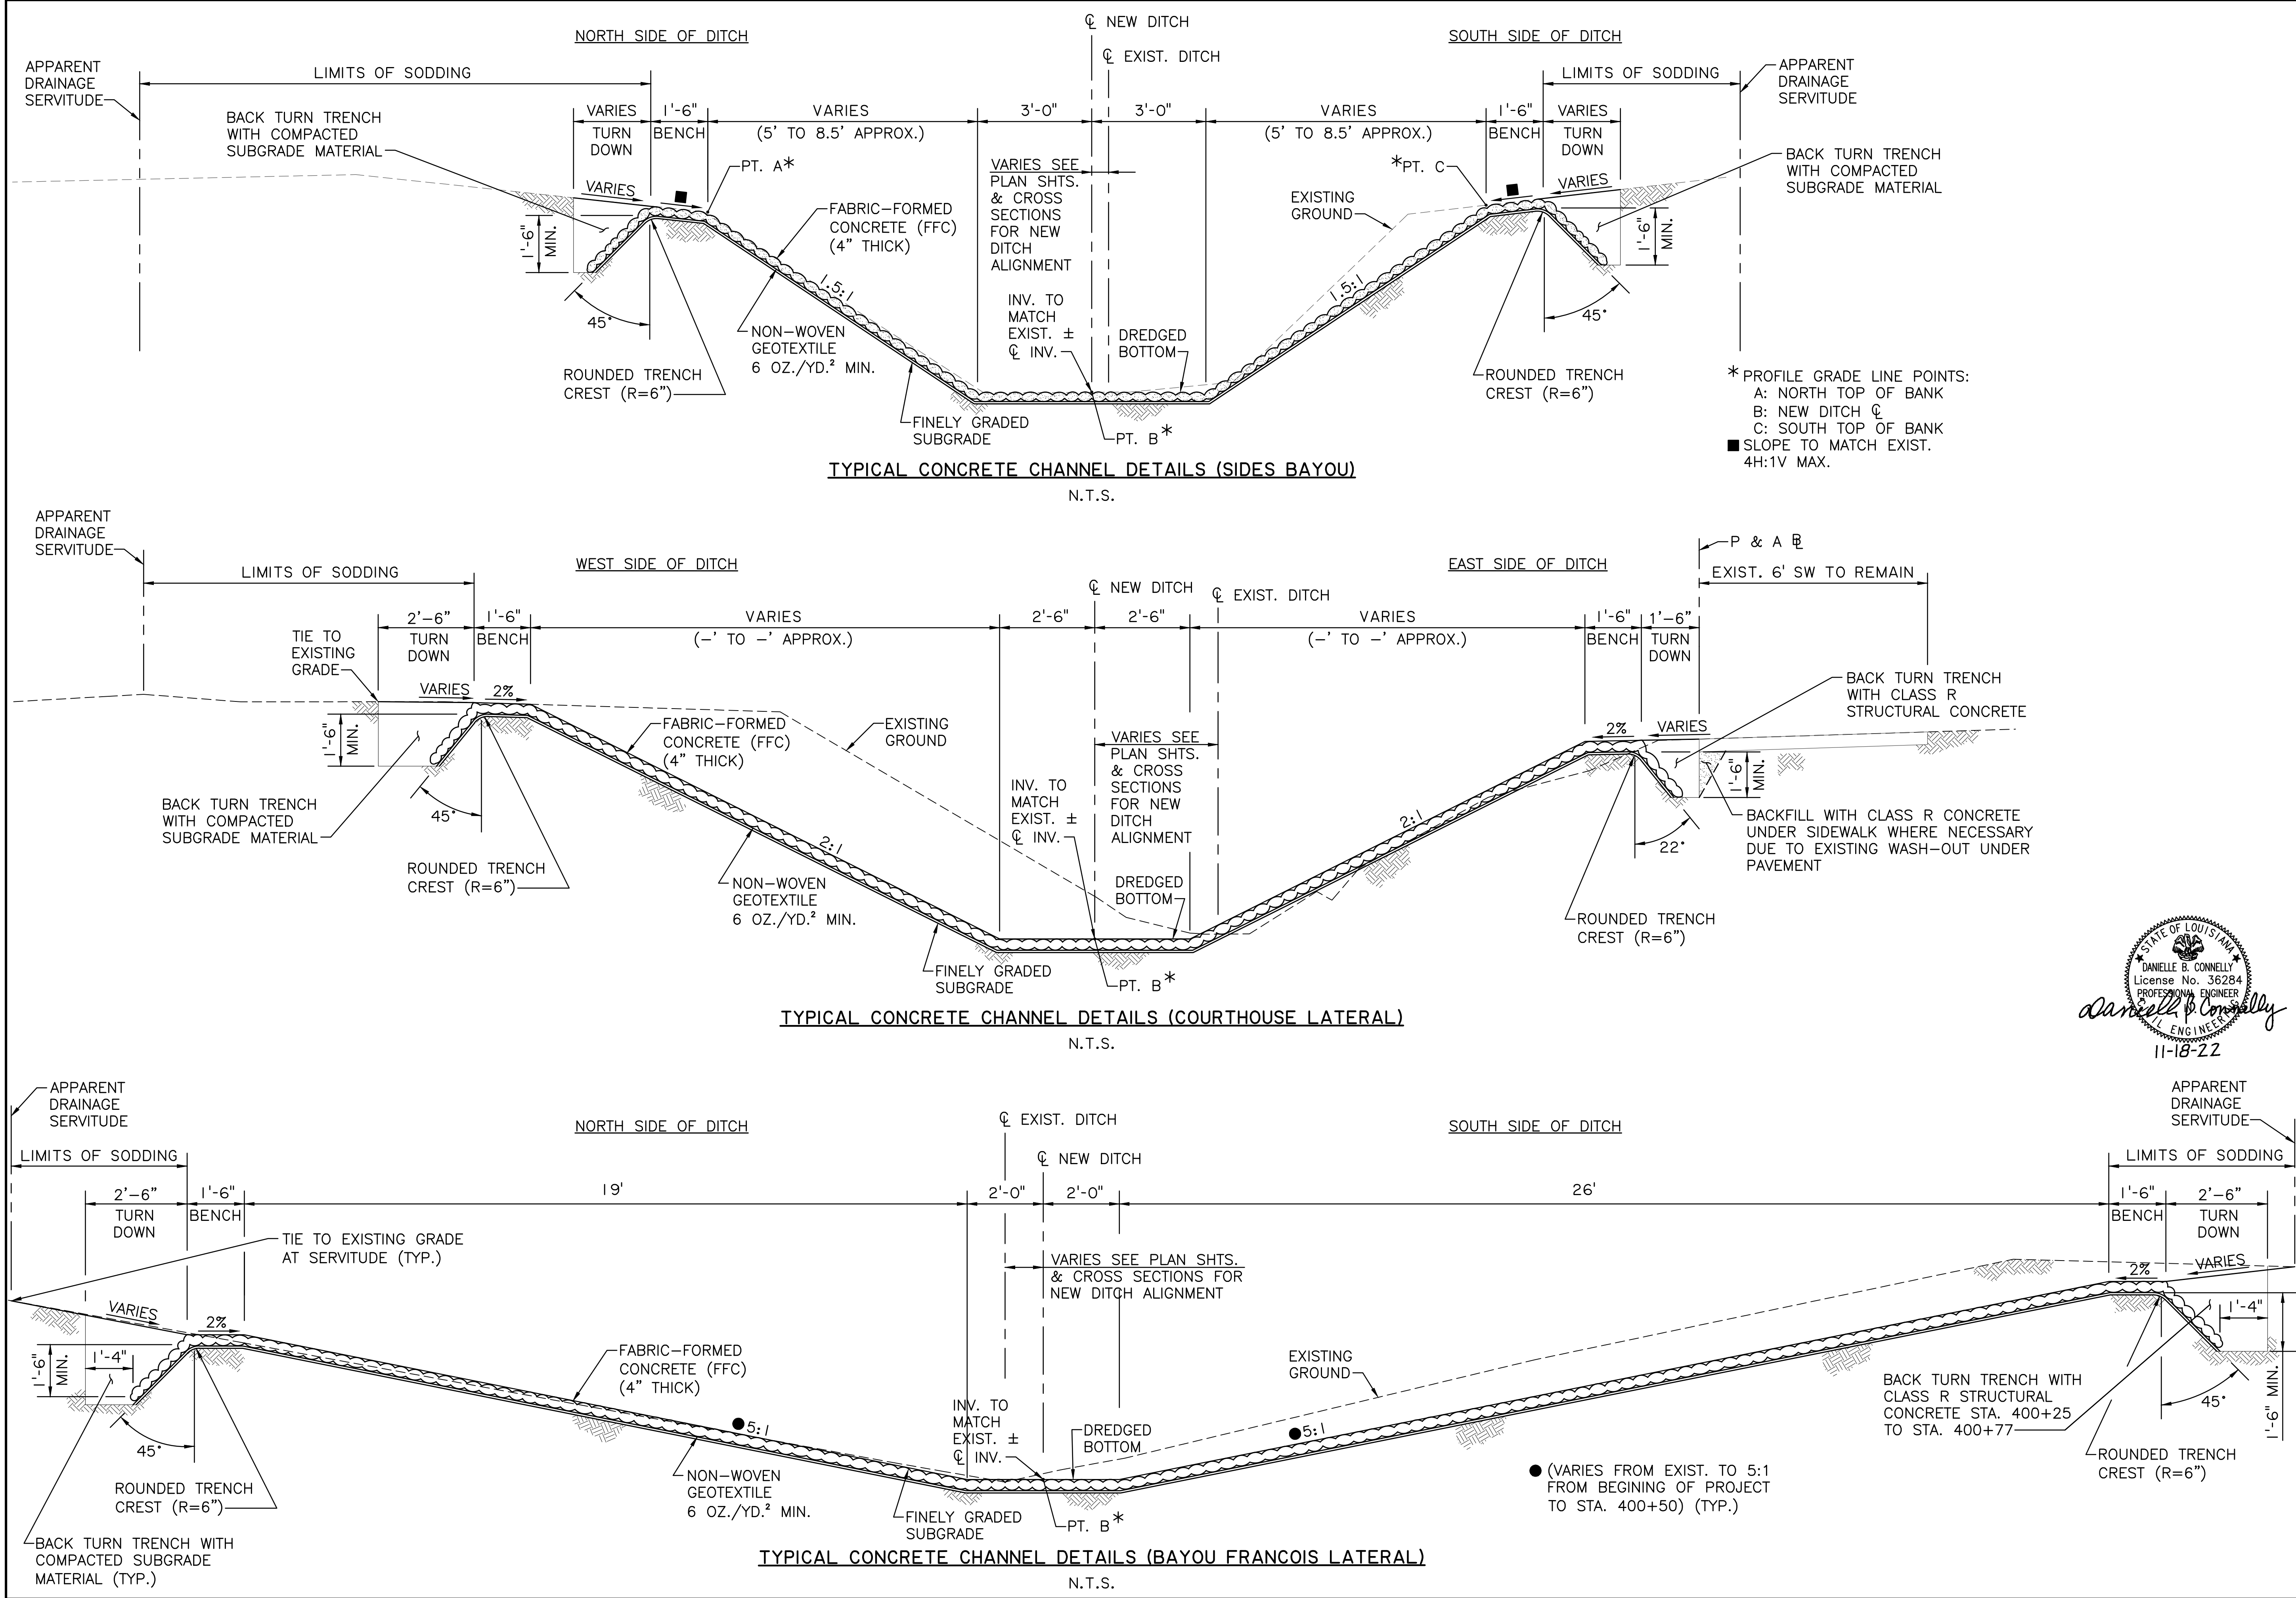 NORTH SIDE OF DITCH
℄ NEW DITCH
℄ EXIST. DITCH
SOUTH SIDE OF DITCH
APPARENT
DRAINAGE
SERVITUDE
LIMITS OF SODDING
LIMITS OF SODDING
APPARENT
DRAINAGE
SERVITUDE
BACK TURN TRENCH
WITH COMPACTED
SUBGRADE MATERIAL
VARIES
TURN
DOWN
1'-6"
BENCH
VARIES
(5' TO 8.5' APPROX.)
3'-0"
3'-0"
VARIES
(5' TO 8.5' APPROX.)
1'-6"
BENCH
VARIES
TURN
DOWN
BACK TURN TRENCH
WITH COMPACTED
SUBGRADE MATERIAL
VARIES
■
PT. A*
VARIES SEE
PLAN SHTS.
& CROSS
SECTIONS
FOR NEW
DITCH
ALIGNMENT
*PT. C
■
VARIES
EXISTING
GROUND
FABRIC-FORMED
CONCRETE (FFC)
(4" THICK)
1'-6"
MIN.
1'-6"
MIN.
1.5:1
1.5:1
45°
45°
INV. TO
MATCH
EXIST. ±
℄ INV.
DREDGED
BOTTOM
NON-WOVEN
GEOTEXTILE
6 OZ./YD.² MIN.
ROUNDED TRENCH
CREST (R=6")
ROUNDED TRENCH
CREST (R=6")
FINELY GRADED
SUBGRADE
PT. B*
* PROFILE GRADE LINE POINTS:
A: NORTH TOP OF BANK
B: NEW DITCH ℄
C: SOUTH TOP OF BANK
■ SLOPE TO MATCH EXIST.
4H:1V MAX.
TYPICAL CONCRETE CHANNEL DETAILS (SIDES BAYOU)
N.T.S.
APPARENT
DRAINAGE
SERVITUDE
LIMITS OF SODDING
WEST SIDE OF DITCH
℄ NEW DITCH
℄ EXIST. DITCH
EAST SIDE OF DITCH
P & A ℄
EXIST. 6' SW TO REMAIN
TIE TO
EXISTING
GRADE
2'-6"
TURN
DOWN
1'-6"
BENCH
VARIES
(-' TO -' APPROX.)
2'-6"
2'-6"
VARIES
(-' TO -' APPROX.)
1'-6"
BENCH
1'-6"
TURN
DOWN
VARIES
2%
FABRIC-FORMED
CONCRETE (FFC)
(4" THICK)
EXISTING
GROUND
VARIES SEE
PLAN SHTS.
& CROSS
SECTIONS
FOR NEW
DITCH
ALIGNMENT
2%
VARIES
BACK TURN TRENCH
WITH CLASS R
STRUCTURAL CONCRETE
1'-6"
MIN.
1'-6"
MIN.
BACK TURN TRENCH
WITH COMPACTED
SUBGRADE MATERIAL
45°
2:1
INV. TO
MATCH
EXIST. ±
℄ INV.
2:1
22°
BACKFILL WITH CLASS R CONCRETE
UNDER SIDEWALK WHERE NECESSARY
DUE TO EXISTING WASH-OUT UNDER
PAVEMENT
ROUNDED TRENCH
CREST (R=6")
NON-WOVEN
GEOTEXTILE
6 OZ./YD.² MIN.
DREDGED
BOTTOM
ROUNDED TRENCH
CREST (R=6")
FINELY GRADED
SUBGRADE
PT. B*
TYPICAL CONCRETE CHANNEL DETAILS (COURTHOUSE LATERAL)
N.T.S.
STATE OF LOUISIANA
DANIELLE B. CONNELLY
License No. 36284
PROFESSIONAL ENGINEER
CIVIL ENGINEERING
Danielle B. Connelly
11-18-22
APPARENT
DRAINAGE
SERVITUDE
NORTH SIDE OF DITCH
℄ EXIST. DITCH
℄ NEW DITCH
SOUTH SIDE OF DITCH
APPARENT
DRAINAGE
SERVITUDE
LIMITS OF SODDING
LIMITS OF SODDING
2'-6"
TURN
DOWN
1'-6"
BENCH
19'
2'-0"
2'-0"
26'
1'-6"
BENCH
2'-6"
TURN
DOWN
TIE TO EXISTING GRADE
AT SERVITUDE (TYP.)
VARIES SEE PLAN SHTS.
& CROSS SECTIONS FOR
NEW DITCH ALIGNMENT
VARIES
2%
2%
VARIES
1'-6"
MIN.
1'-4"
1'-4"
1'-6" MIN.
FABRIC-FORMED
CONCRETE (FFC)
(4" THICK)
EXISTING
GROUND
BACK TURN TRENCH WITH
CLASS R STRUCTURAL
CONCRETE STA. 400+25
TO STA. 400+77
45°
45°
● 5:1
● 5:1
INV. TO
MATCH
EXIST. ±
℄ INV.
DREDGED
BOTTOM
ROUNDED TRENCH
CREST (R=6")
NON-WOVEN
GEOTEXTILE
6 OZ./YD.² MIN.
FINELY GRADED
SUBGRADE
PT. B*
● (VARIES FROM EXIST. TO 5:1
FROM BEGINING OF PROJECT
TO STA. 400+50) (TYP.)
ROUNDED TRENCH
CREST (R=6")
BACK TURN TRENCH WITH
COMPACTED SUBGRADE
MATERIAL (TYP.)
TYPICAL CONCRETE CHANNEL DETAILS (BAYOU FRANCOIS LATERAL)
N.T.S.